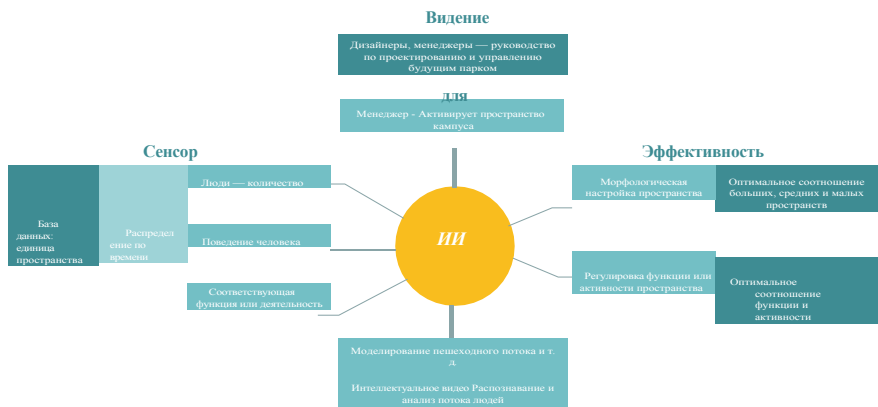 Видение
Дизайнеры, менеджеры — руководство
по проектированию и управлению
будущим парком
для
Менеджер - Активирует пространство
кампуса
Сенсор
База
данных:
единица
пространства
Распредел
ение по
времени
Люди — количество
Поведение человека
Соответствующая
функция или деятельность
ИИ
Эффективность
Морфологическая
настройка пространства
Оптимальное соотношение
больших, средних и малых
пространств
Регулировка функции или
активности пространства
Оптимальное
соотношение
функции и
активности
Моделирование пешеходного потока и т.
д.
Интеллектуальное видео Распознавание и
анализ потока людей